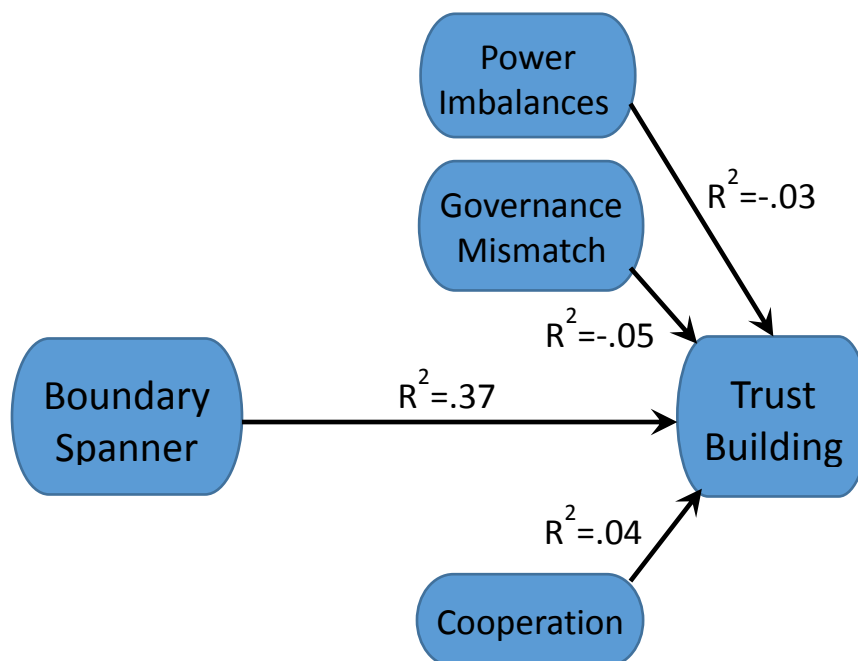 Power
Imbalances
R²=-.03
Governance
Mismatch
R²=-.05
Boundary
Spanner
R²=.37
Trust
Building
R²=.04
Cooperation